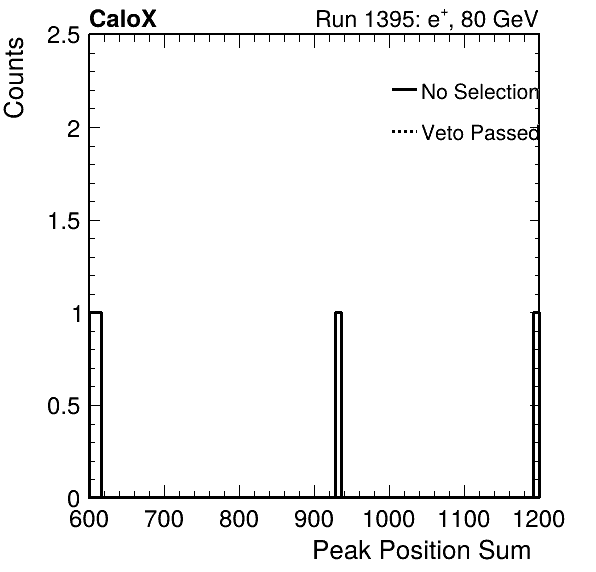 CaloX Run 1395: e⁺, 80 GeV
Counts
2.5
2
1.5
1
0.5
0
No Selection
Veto Passed
600 700 800 900 1000 1100 1200
Peak Position Sum